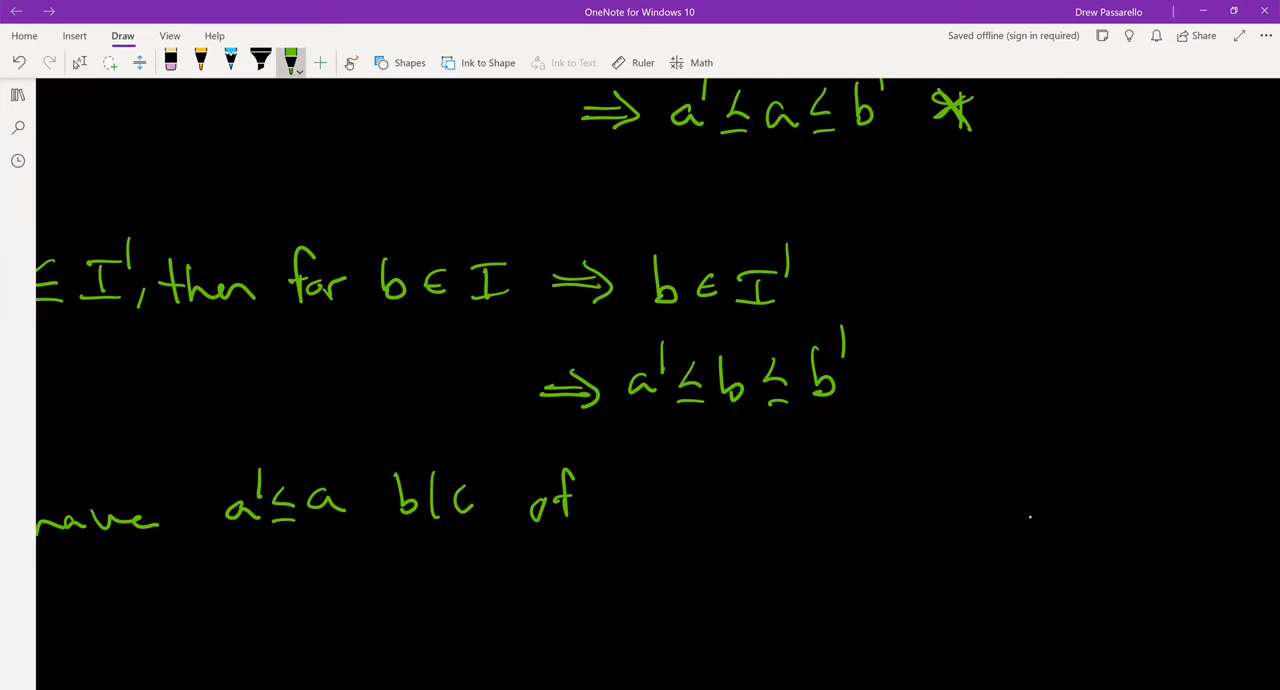 OneNote for Windows 10
Drew Passarello
Home Insert Draw View Help
Saved offline (sign in required) Share
Shapes Ink to Shape Ink to Text Ruler Math
⟹ a' ≤ a ≤ b' *
⊆ I', then for b ∈ I ⟹ b ∈ I'
⟹ a' ≤ b ≤ b'
have a' ≤ a b/c of